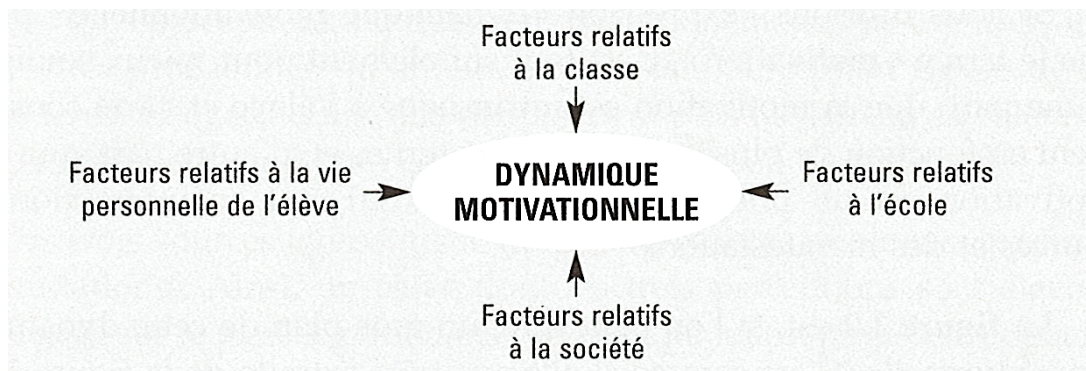 Facteurs relatifs
à la classe
Facteurs relatifs à la vie
personnelle de l'élève
DYNAMIQUE
MOTIVATIONNELLE
Facteurs relatifs
à l'école
Facteurs relatifs
à la société